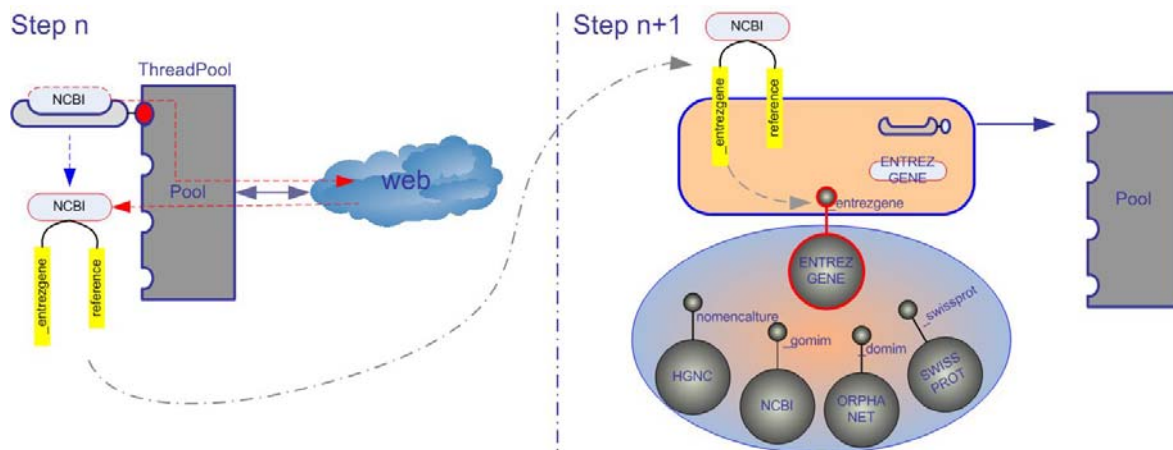 Step n
ThreadPool
NCBI
Pool
web
NCBI
_entrezgene
reference
Step n+1
NCBI
_entrezgene
reference
ENTREZ
GENE
_entrezgene
Pool
ENTREZ
GENE
nomencalture
_gomim
_domim
_swissprot
HGNC
NCBI
ORPHA
NET
SWISS
PROT